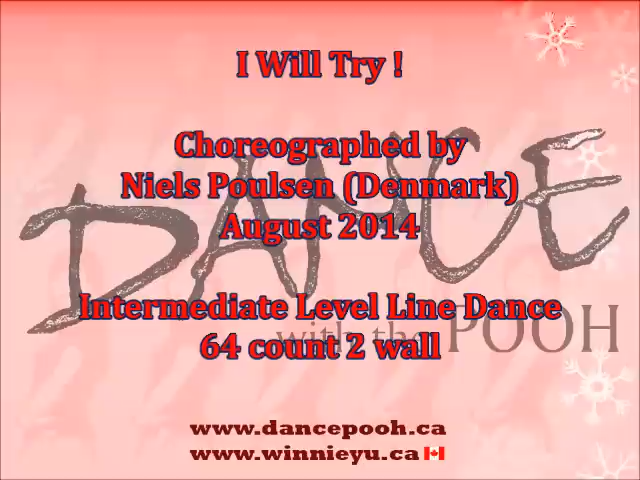 I Will Try !
Choreographed by
Niels Poulsen (Denmark)
August 2014
DANCE
Intermediate Level Line Dance
with the POOH
64 count 2 wall
www.dancepooh.ca
www.winnieyu.ca